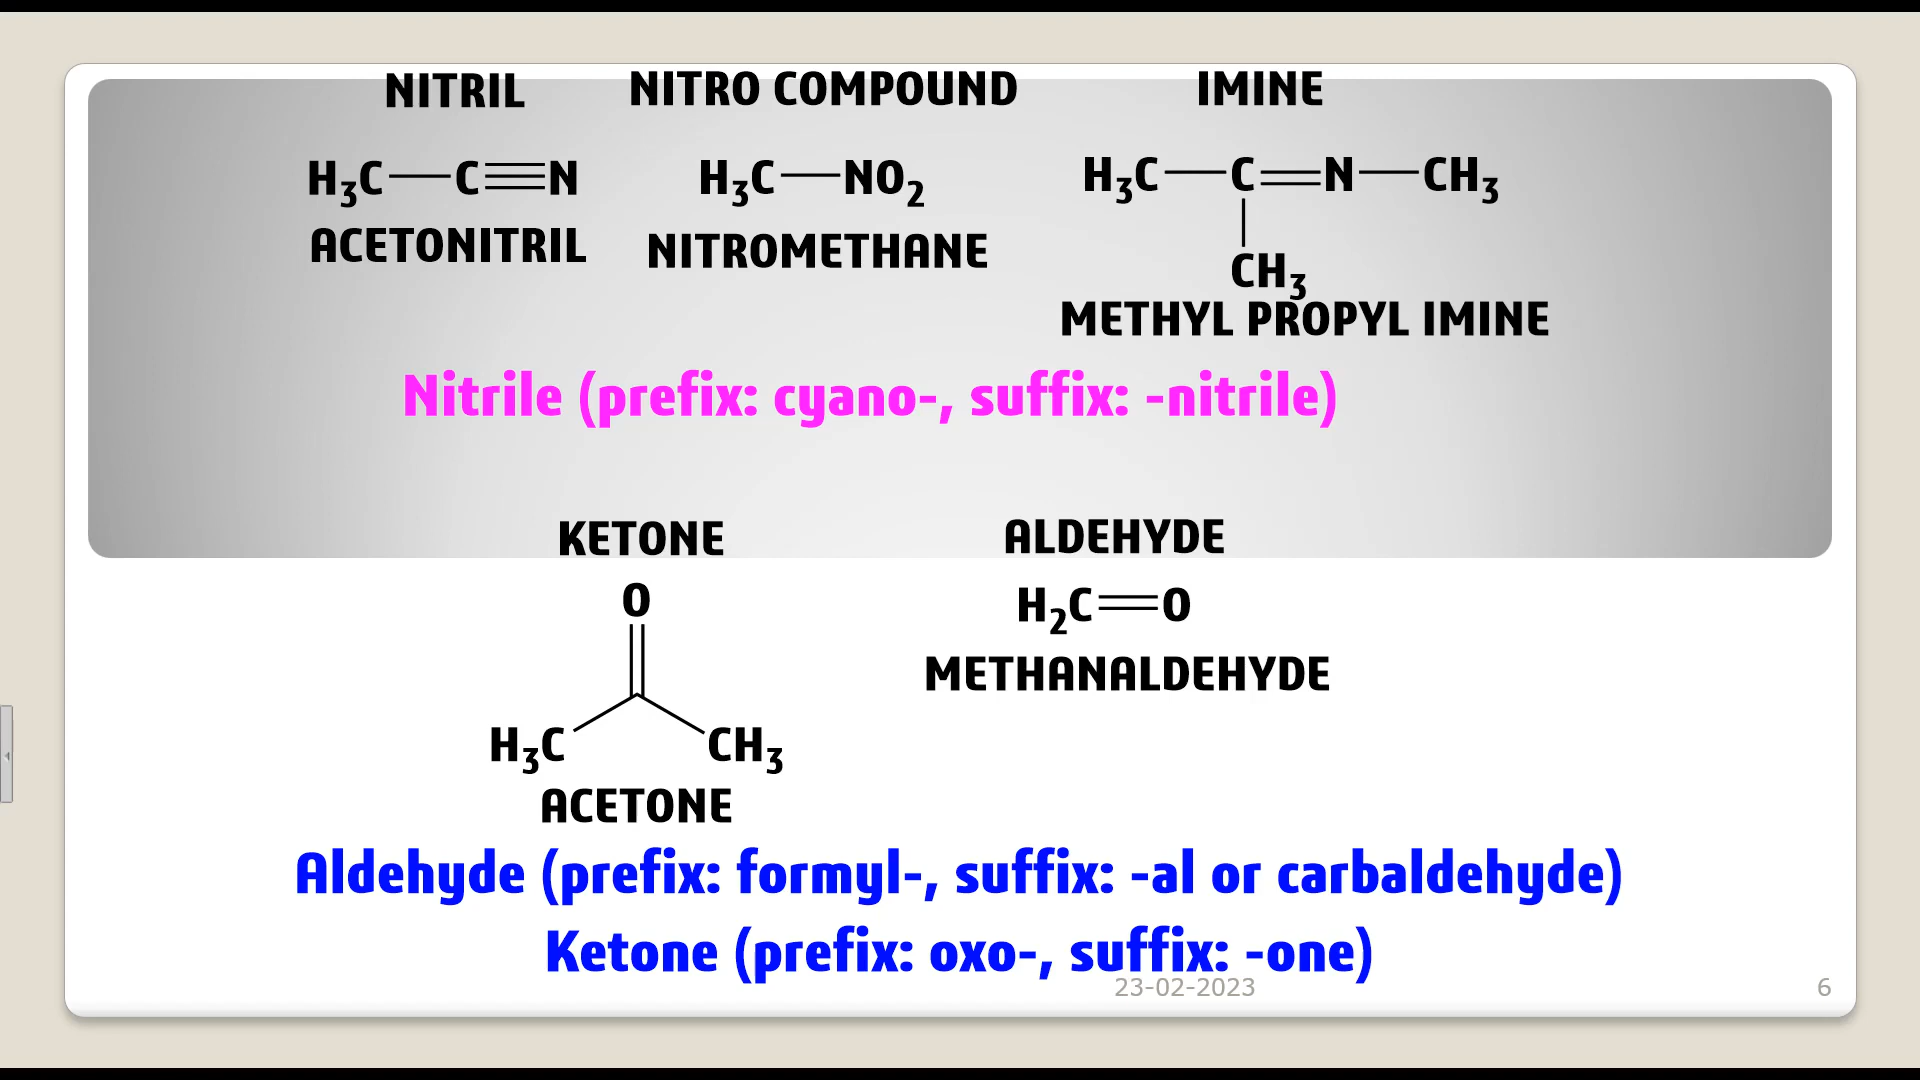 NITRIL NITRO COMPOUND IMINE
H3C—C≡N H3C—NO2 H3C—C=N—CH3
CH3
ACETONITRIL NITROMETHANE
METHYL PROPYL IMINE
Nitrile (prefix: cyano-, suffix: -nitrile)
KETONE ALDEHYDE
O
H2C=O
METHANALDEHYDE
H3C CH3
ACETONE
Aldehyde (prefix: formyl-, suffix: -al or carbaldehyde)
Ketone (prefix: oxo-, suffix: -one)
23-02-2023 6